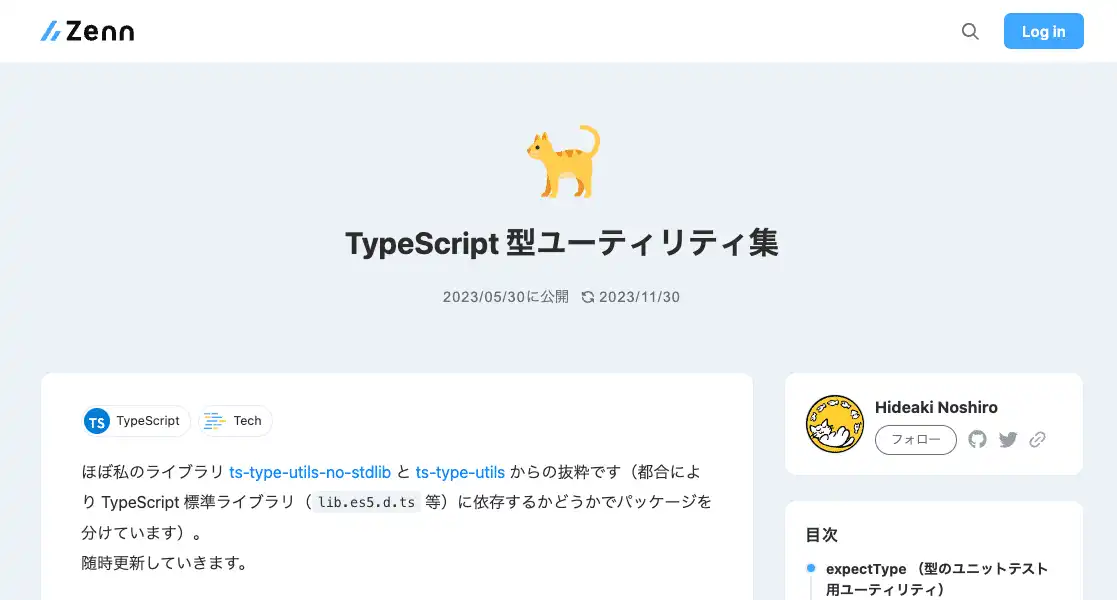 Zenn
Log in
TypeScript 型ユーティリティ集
2023/05/30に公開 2023/11/30
TS TypeScript Tech
ほぼ私のライブラリ ts-type-utils-no-stdlib と ts-type-utils からの抜粋です（都合によ
り TypeScript 標準ライブラリ（ lib.es5.d.ts 等）に依存するかどうかでパッケージを
分けています）。
随時更新していきます。
Hideaki Noshiro
フォロー
目次
expectType （型のユニットテスト
用ユーティリティ）